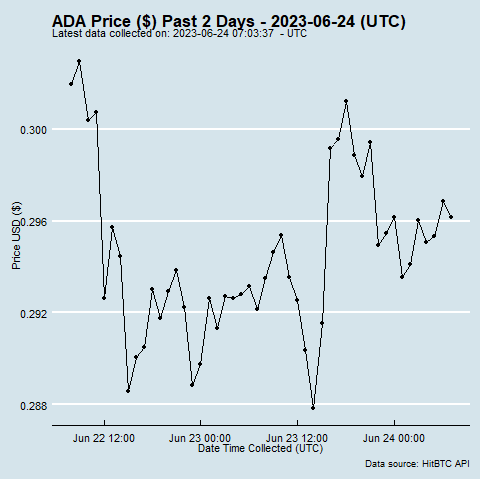 ADA Price ($) Past 2 Days - 2023-06-24 (UTC)
Latest data collected on: 2023-06-24 07:03:37 - UTC
0.300
0.296
0.292
0.288
Price USD ($)
Jun 22 12:00 Jun 23 00:00 Jun 23 12:00 Jun 24 00:00
Date Time Collected (UTC)
Data source: HitBTC API